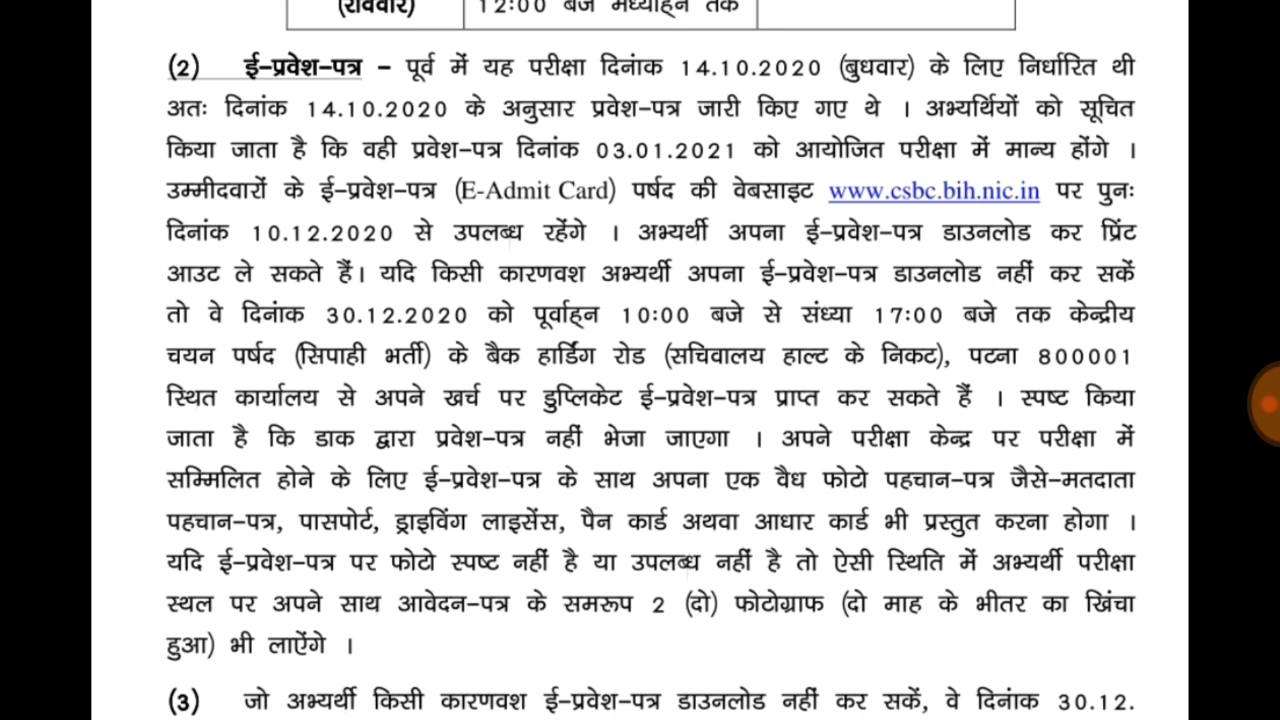 (रविवार) 12:00 बजे मध्याह्न तक
(2) ई-प्रवेश-पत्र – पूर्व में यह परीक्षा दिनांक 14.10.2020 (बुधवार) के लिए निर्धारित थी
अतः दिनांक 14.10.2020 के अनुसार प्रवेश-पत्र जारी किए गए थे । अभ्यर्थियों को सूचित
किया जाता है कि वही प्रवेश-पत्र दिनांक 03.01.2021 को आयोजित परीक्षा में मान्य होंगे ।
उम्मीदवारों के ई-प्रवेश-पत्र (E-Admit Card) पर्षद की वेबसाइट www.csbc.bih.nic.in पर पुनः
दिनांक 10.12.2020 से उपलब्ध रहेंगे । अभ्यर्थी अपना ई-प्रवेश-पत्र डाउनलोड कर प्रिंट
आउट ले सकते हैं। यदि किसी कारणवश अभ्यर्थी अपना ई-प्रवेश-पत्र डाउनलोड नहीं कर सकें
तो वे दिनांक 30.12.2020 को पूर्वाह्न 10:00 बजे से संध्या 17:00 बजे तक केन्द्रीय
चयन पर्षद (सिपाही भर्ती) के बैक हार्डिंग रोड (सचिवालय हाल्ट के निकट), पटना 800001
स्थित कार्यालय से अपने खर्च पर डुप्लिकेट ई-प्रवेश-पत्र प्राप्त कर सकते हैं । स्पष्ट किया
जाता है कि डाक द्वारा प्रवेश-पत्र नहीं भेजा जाएगा । अपने परीक्षा केन्द्र पर परीक्षा में
सम्मिलित होने के लिए ई-प्रवेश-पत्र के साथ अपना एक वैध फोटो पहचान-पत्र जैसे-मतदाता
पहचान-पत्र, पासपोर्ट, ड्राइविंग लाइसेंस, पैन कार्ड अथवा आधार कार्ड भी प्रस्तुत करना होगा ।
यदि ई-प्रवेश-पत्र पर फोटो स्पष्ट नहीं है या उपलब्ध नहीं है तो ऐसी स्थिति में अभ्यर्थी परीक्षा
स्थल पर अपने साथ आवेदन-पत्र के समरूप 2 (दो) फोटोग्राफ (दो माह के भीतर का खिंचा
हुआ) भी लाऐंगे ।
(3) जो अभ्यर्थी किसी कारणवश ई-प्रवेश-पत्र डाउनलोड नहीं कर सकें, वे दिनांक 30.12.